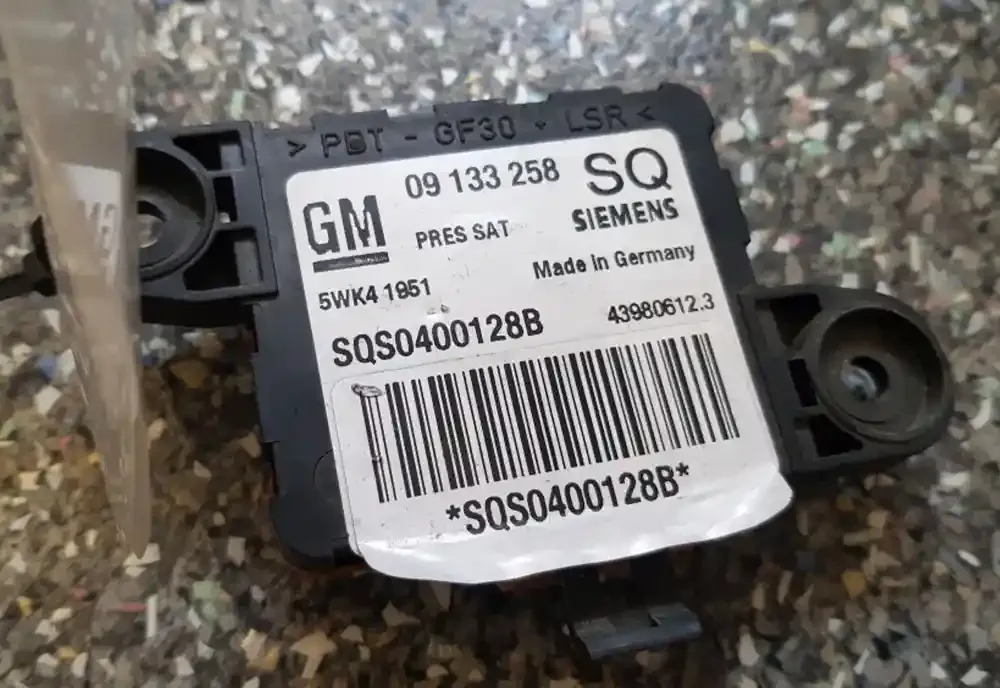 > PBT - GF30 + LSR <
09 133 258 SQ
GM SIEMENS
PRES SAT
Made in Germany
5WK4 1951
SQS0400128B 43980612.3
*SQS0400128B*